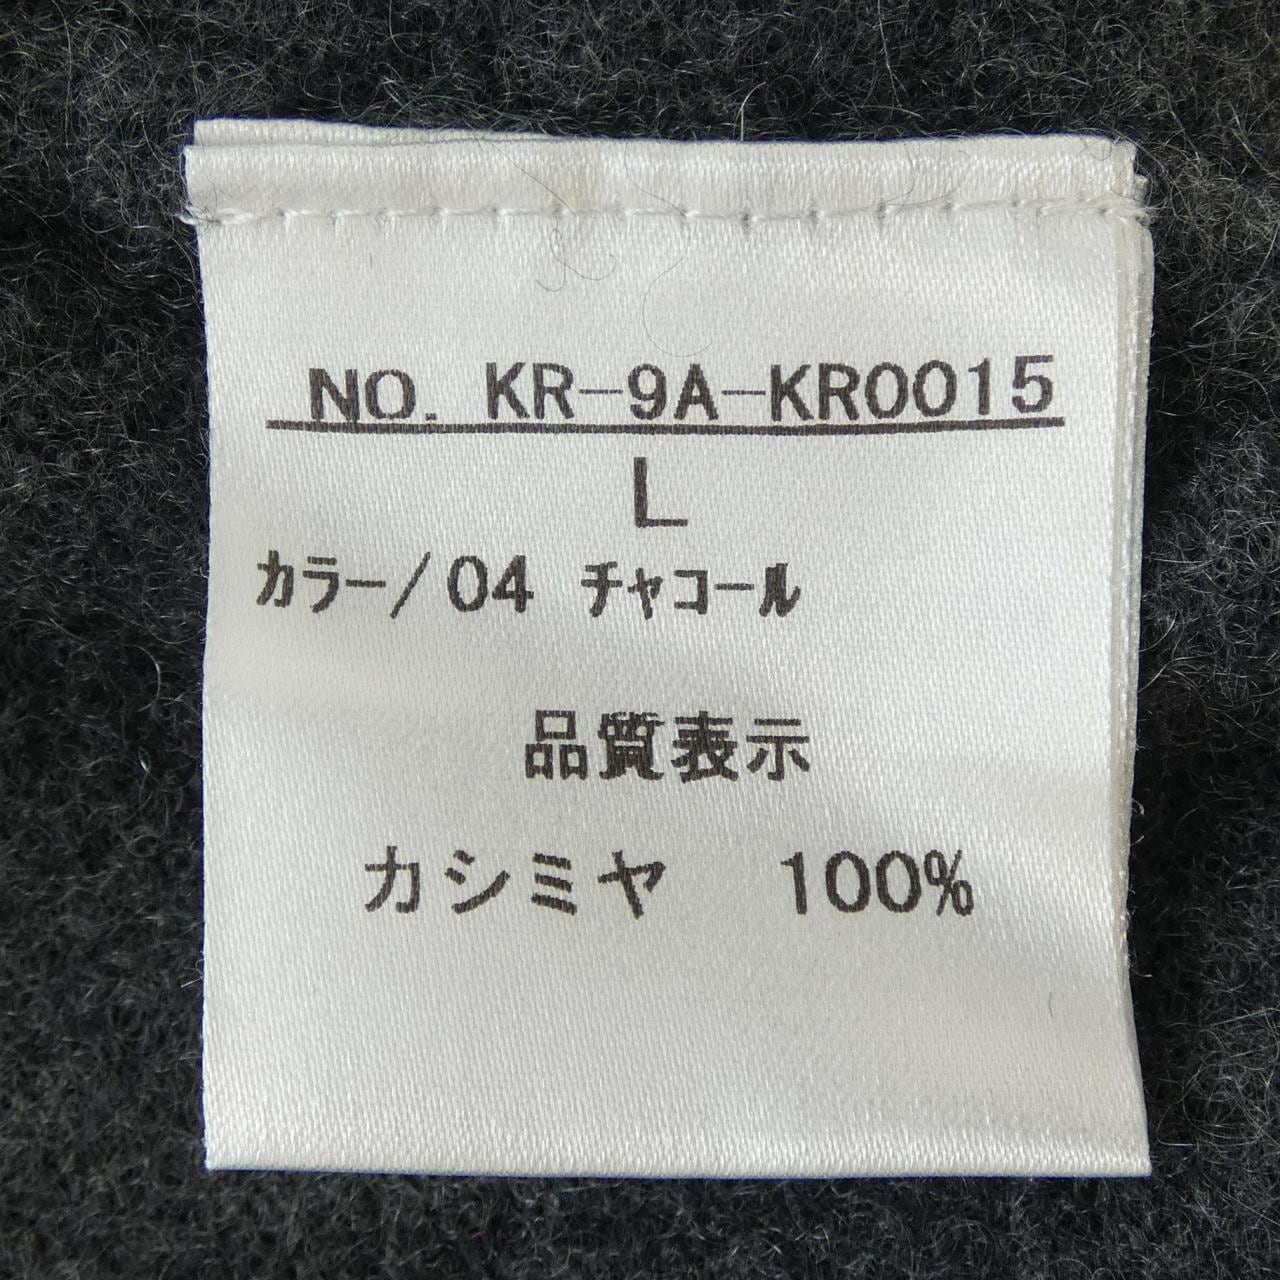 NO. KR-9A-KR0015
L
ｶﾗｰ/04 ﾁｬｺｰﾙ
品質表示
カシミヤ 100%